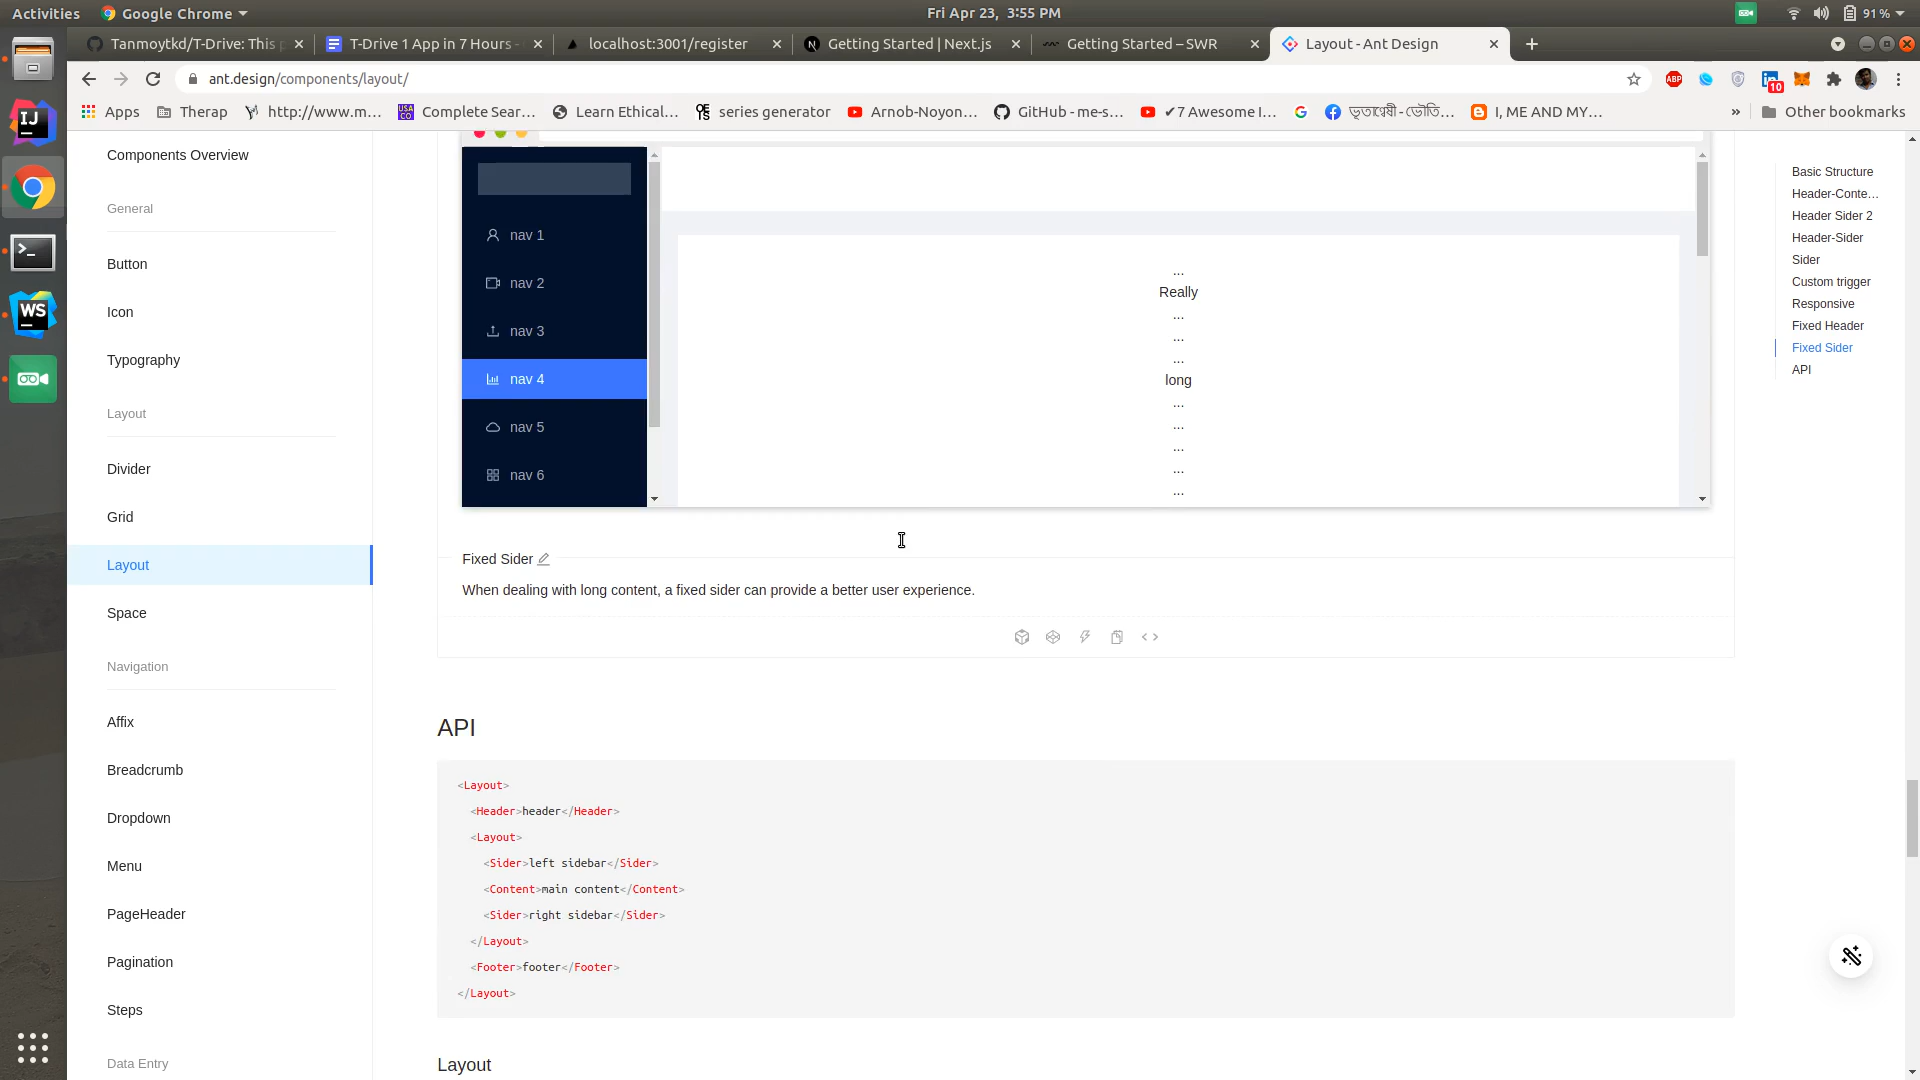 Activities
Google Chrome
Fri Apr 23, 3:55 PM
91 %
Tanmoytkd/T-Drive: This p
T-Drive 1 App in 7 Hours -
localhost:3001/register
Getting Started | Next.js
Getting Started – SWR
Layout - Ant Design
ant.design/components/layout/
ABP
10
Apps
Therap
http://www.m...
USA CO
Complete Sear...
Learn Ethical...
series generator
Arnob-Noyon...
GitHub - me-s...
✔7 Awesome I...
ভূতান্বেষী - ভৌতি...
I, ME AND MY...
»
Other bookmarks
IJ
WS
Components Overview
General
Button
Icon
Typography
Layout
Divider
Grid
Layout
Space
Navigation
Affix
Breadcrumb
Dropdown
Menu
PageHeader
Pagination
Steps
Data Entry
nav 1
nav 2
nav 3
nav 4
nav 5
nav 6
...
Really
...
...
...
long
...
...
...
...
...
Fixed Sider
When dealing with long content, a fixed sider can provide a better user experience.
API
<Layout>
<Header>header</Header>
<Layout>
<Sider>left sidebar</Sider>
<Content>main content</Content>
<Sider>right sidebar</Sider>
</Layout>
<Footer>footer</Footer>
</Layout>
Layout
Basic Structure
Header-Conte...
Header Sider 2
Header-Sider
Sider
Custom trigger
Responsive
Fixed Header
Fixed Sider
API